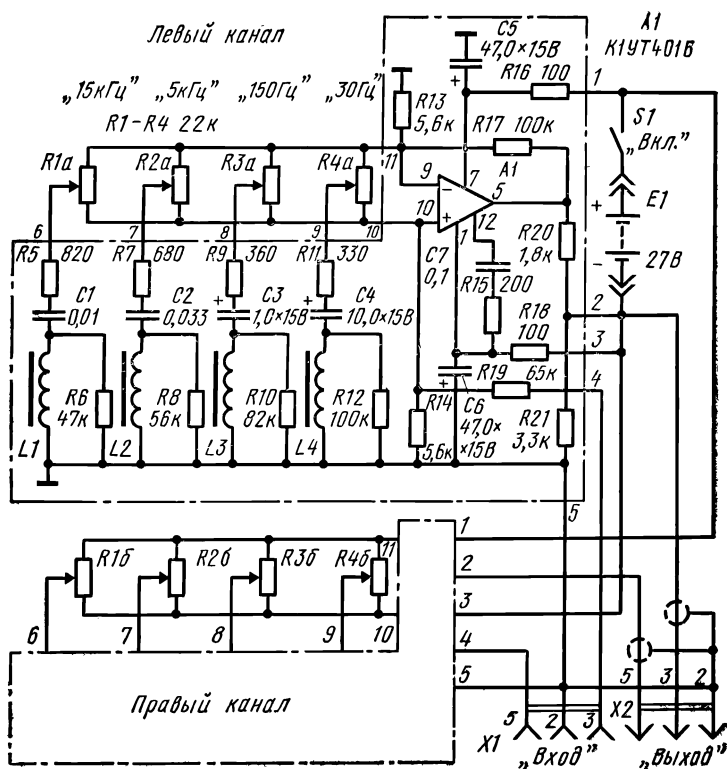 Левый канал
C5
47,0×15В
A1
К1УТ401Б
„15кГц" „5кГц" „150Гц" „30Гц"
R1-R4 22к
R13
5,6к
R16 100
1
S1
„Вкл."
R17 100к
11
R1а
R2а
R3а
R4а
9
A1
7
5
10
1
12
E1
+
-
27В
6
7
8
9
10
R5 820
R7 680
R9 360
R11 330
C7
0,1
R15 200
R20
1,8к
R18
100
2
3
C1
0,01
C2
0,033
C3
1,0×15В
C4
10,0×15В
R19 65к
4
R6
47к
R8
56к
R10
82к
R12
100к
R14
5,6к
C6
47,0×
×15В
R21
3,3к
L1
L2
L3
L4
5
R1б
R2б
R3б
R4б
11
1
2
3
4
5
6
7
8
9
10
Правый канал
5
2
3
5
3
2
X1
X2
„Вход"
„Выход"